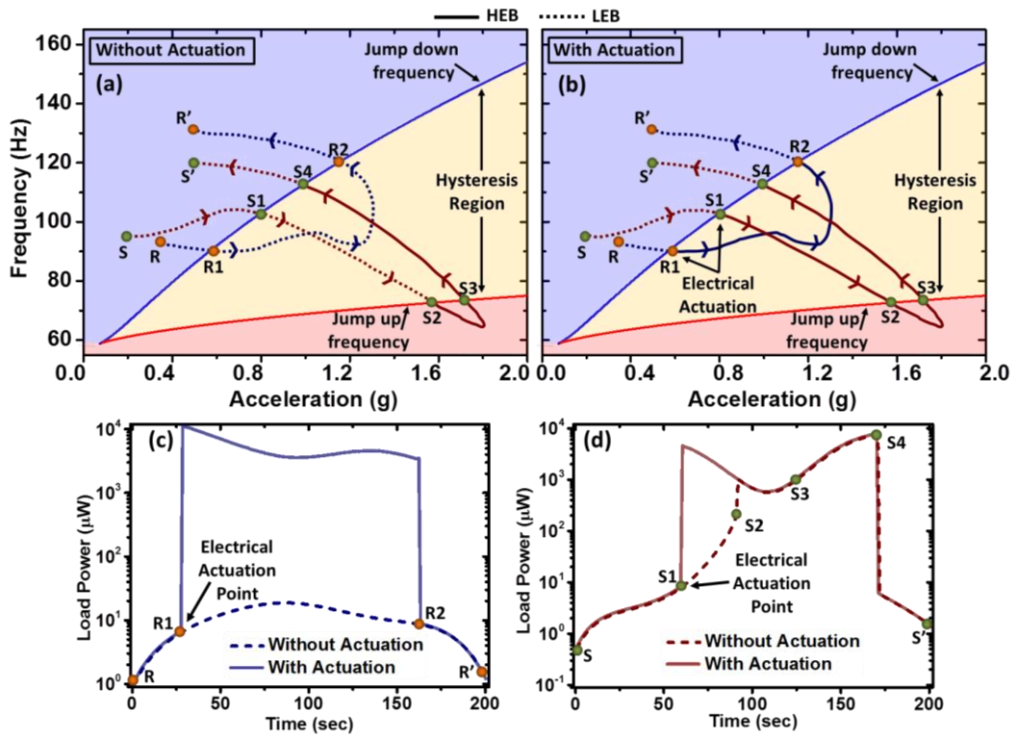 HEB LEB
Without Actuation
(a)
Jump down
frequency
R'
S'
S
R
R1
S1
S4
R2
Hysteresis
Region
S3
S2
Jump up
frequency
160
140
120
100
80
60
Frequency (Hz)
0.0 0.4 0.8 1.2 1.6 2.0
Acceleration (g)
With Actuation
(b)
Jump down
frequency
R'
S'
S
R
R1
S1
S4
R2
Hysteresis
Region
Electrical
Actuation
S3
S2
Jump up
frequency
0.0 0.4 0.8 1.2 1.6 2.0
Acceleration (g)
(c)
10^4
10^3
10^2
10^1
10^0
Load Power (μW)
Electrical
Actuation
Point
R1
R2
R
R'
Without Actuation
With Actuation
0 50 100 150 200
Time (sec)
(d)
10^4
10^3
10^2
10^1
10^0
10^-1
Load Power (μW)
S4
S3
S2
S1
Electrical
Actuation
Point
S
S'
Without Actuation
With Actuation
0 50 100 150 200
Time (sec)